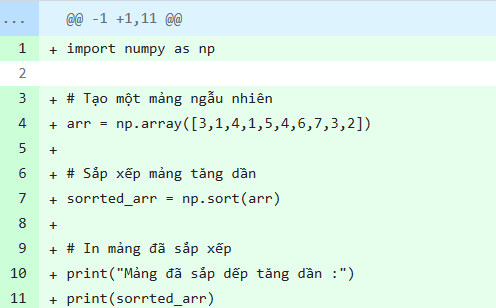 ... @@ -1 +1,11 @@
1 + import numpy as np
2
3 + # Tạo một mảng ngẫu nhiên
4 + arr = np.array([3,1,4,1,5,4,6,7,3,2])
5 +
6 + # Sắp xếp mảng tăng dần
7 + sorrted_arr = np.sort(arr)
8 +
9 + # In mảng đã sắp xếp
10 + print("Mảng đã sắp dếp tăng dần :")
11 + print(sorrted_arr)